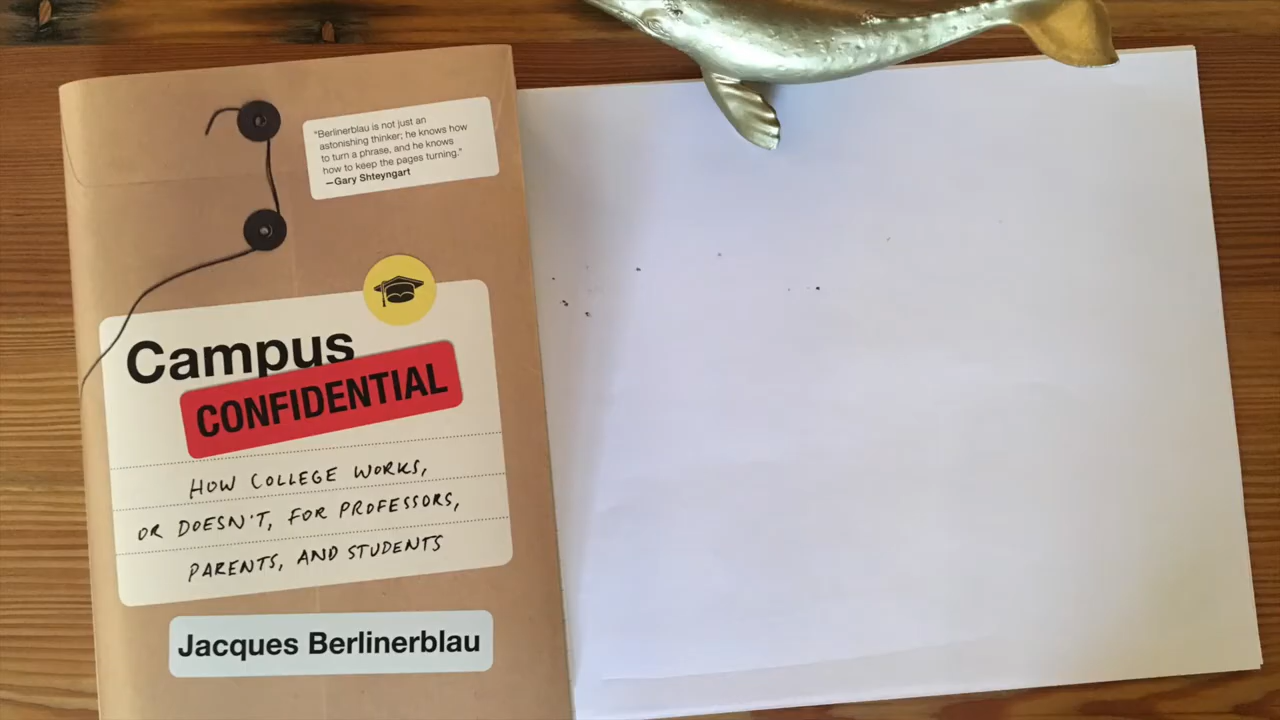 "Berlinerblau is not just an
astonishing thinker; he knows how
to turn a phrase, and he knows
how to keep the pages turning."
—Gary Shteyngart
Campus
CONFIDENTIAL
HOW COLLEGE WORKS,
OR DOESN'T, FOR PROFESSORS,
PARENTS, AND STUDENTS
Jacques Berlinerblau